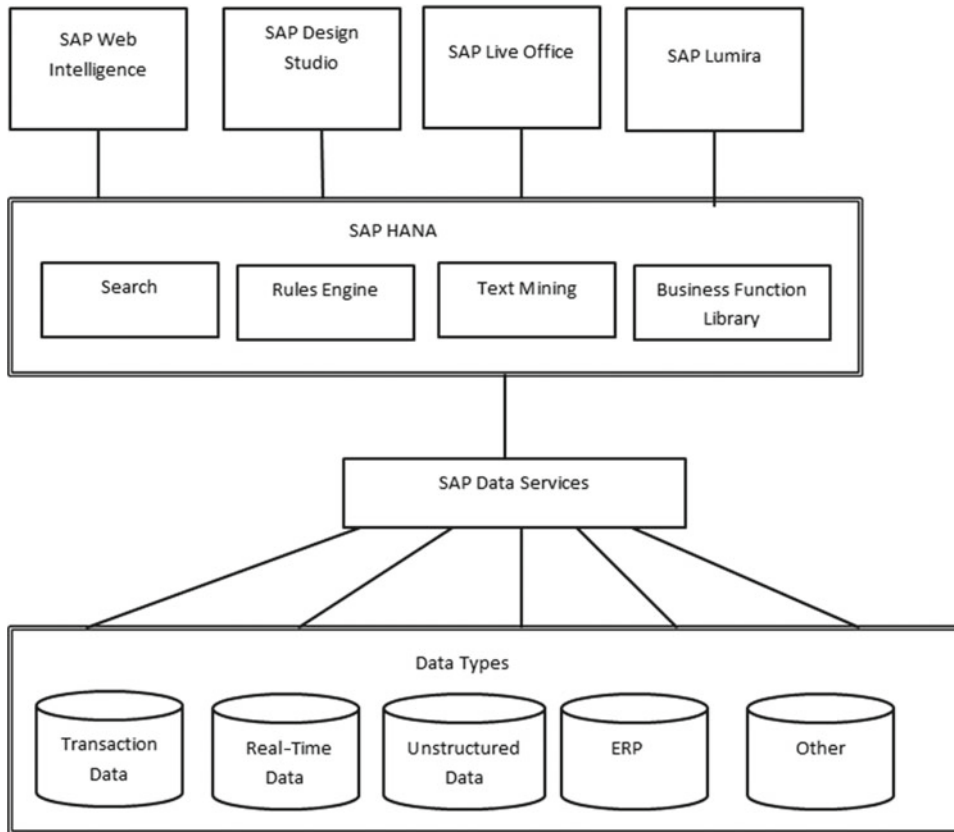 SAP Web
Intelligence
SAP Design
Studio
SAP Live Office
SAP Lumira
SAP HANA
Search
Rules Engine
Text Mining
Business Function
Library
SAP Data Services
Data Types
Transaction
Data
Real-Time
Data
Unstructured
Data
ERP
Other